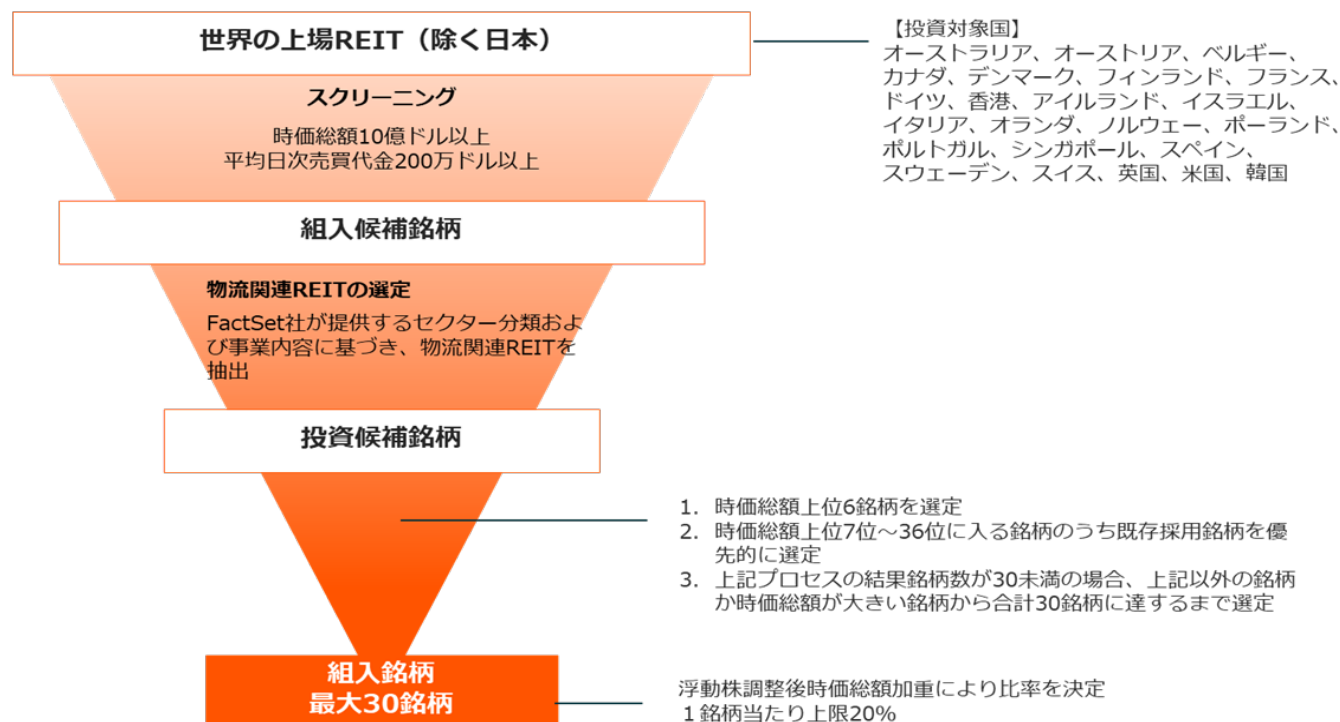 世界の上場REIT（除く日本）
【投資対象国】
オーストラリア、オーストリア、ベルギー、
カナダ、デンマーク、フィンランド、フランス、
ドイツ、香港、アイルランド、イスラエル、
イタリア、オランダ、ノルウェー、ポーランド、
ポルトガル、シンガポール、スペイン、
スウェーデン、スイス、英国、米国、韓国
スクリーニング
時価総額10億ドル以上
平均日次売買代金200万ドル以上
組入候補銘柄
物流関連REITの選定
FactSet社が提供するセクター分類およ
び事業内容に基づき、物流関連REITを
抽出
投資候補銘柄
1. 時価総額上位6銘柄を選定
2. 時価総額上位7位～36位に入る銘柄のうち既存採用銘柄を優
先的に選定
3. 上記プロセスの結果銘柄数が30未満の場合、上記以外の銘柄
か時価総額が大きい銘柄から合計30銘柄に達するまで選定
組入銘柄
最大30銘柄
浮動株調整後時価総額加重により比率を決定
１銘柄当たり上限20%